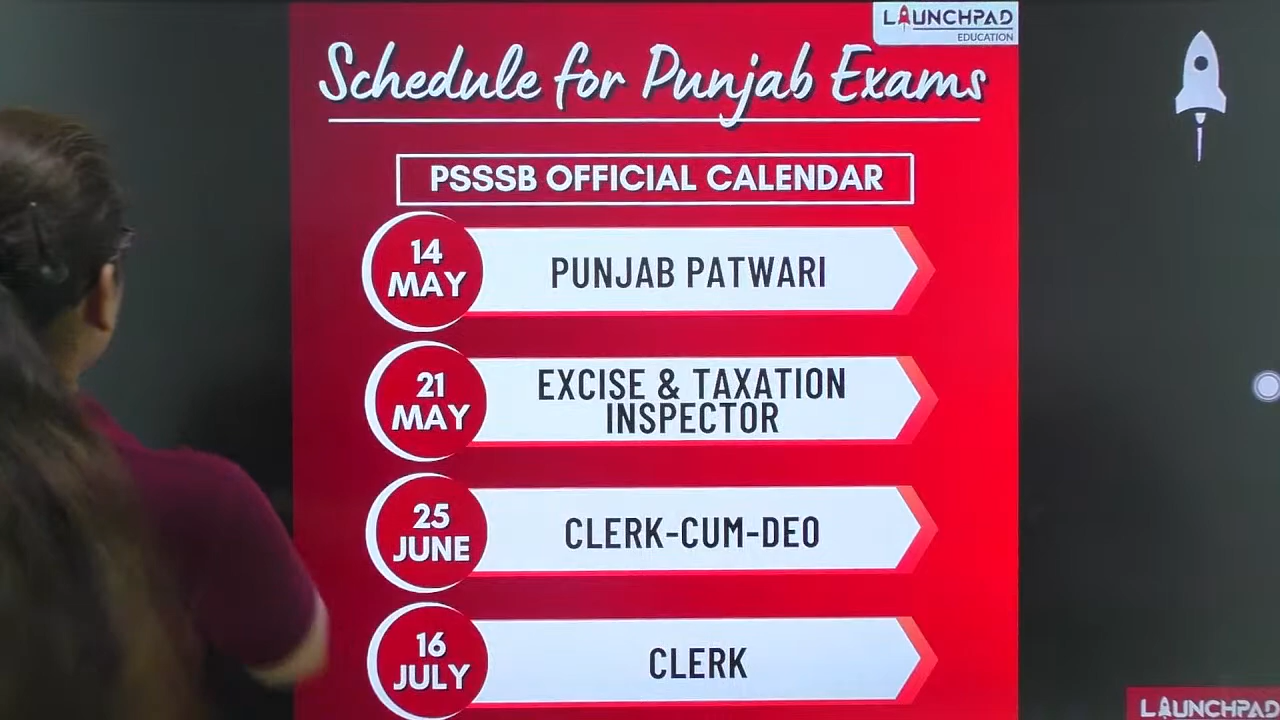 LAUNCHPAD
EDUCATION
Schedule for Punjab Exams
PSSSB OFFICIAL CALENDAR
14
MAY
PUNJAB PATWARI
21
MAY
EXCISE & TAXATION
INSPECTOR
25
JUNE
CLERK-CUM-DEO
16
JULY
CLERK
LAUNCHPAD